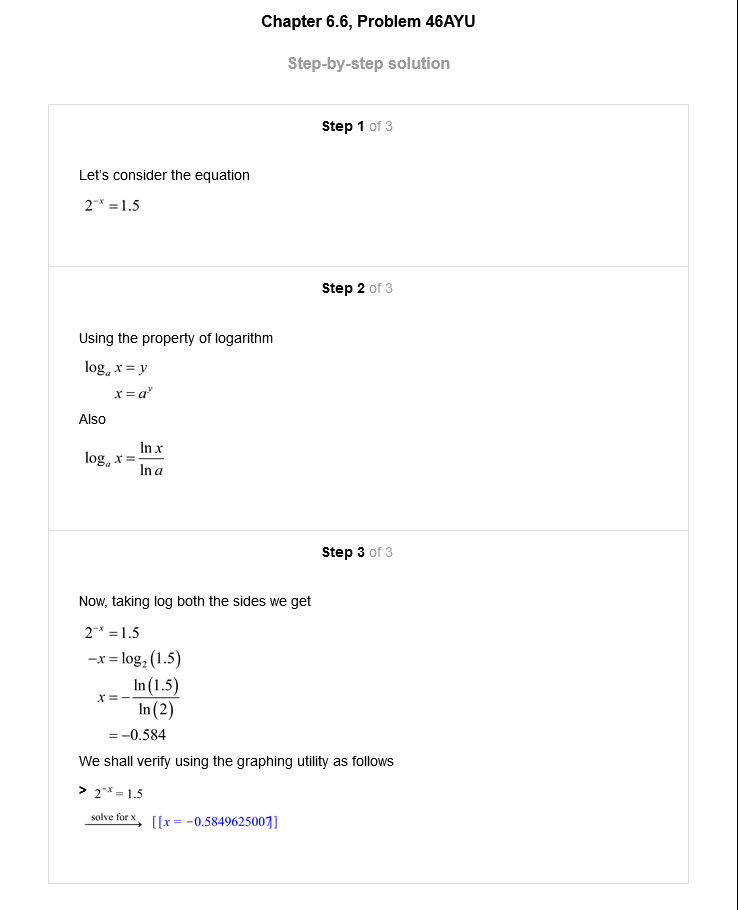 Chapter 6.6, Problem 46AYU
Step-by-step solution
Step 1 of 3
Let's consider the equation
2^{-x} = 1.5
Step 2 of 3
Using the property of logarithm
log_a x = y
x = a^y
Also
log_a x = \frac{ln x}{ln a}
Step 3 of 3
Now, taking log both the sides we get
2^{-x} = 1.5
-x = log_2 (1.5)
x = -\frac{ln(1.5)}{ln(2)}
= -0.584
We shall verify using the graphing utility as follows
> 2^{-x} = 1.5
solve for x → [[x = -0.5849625007]]